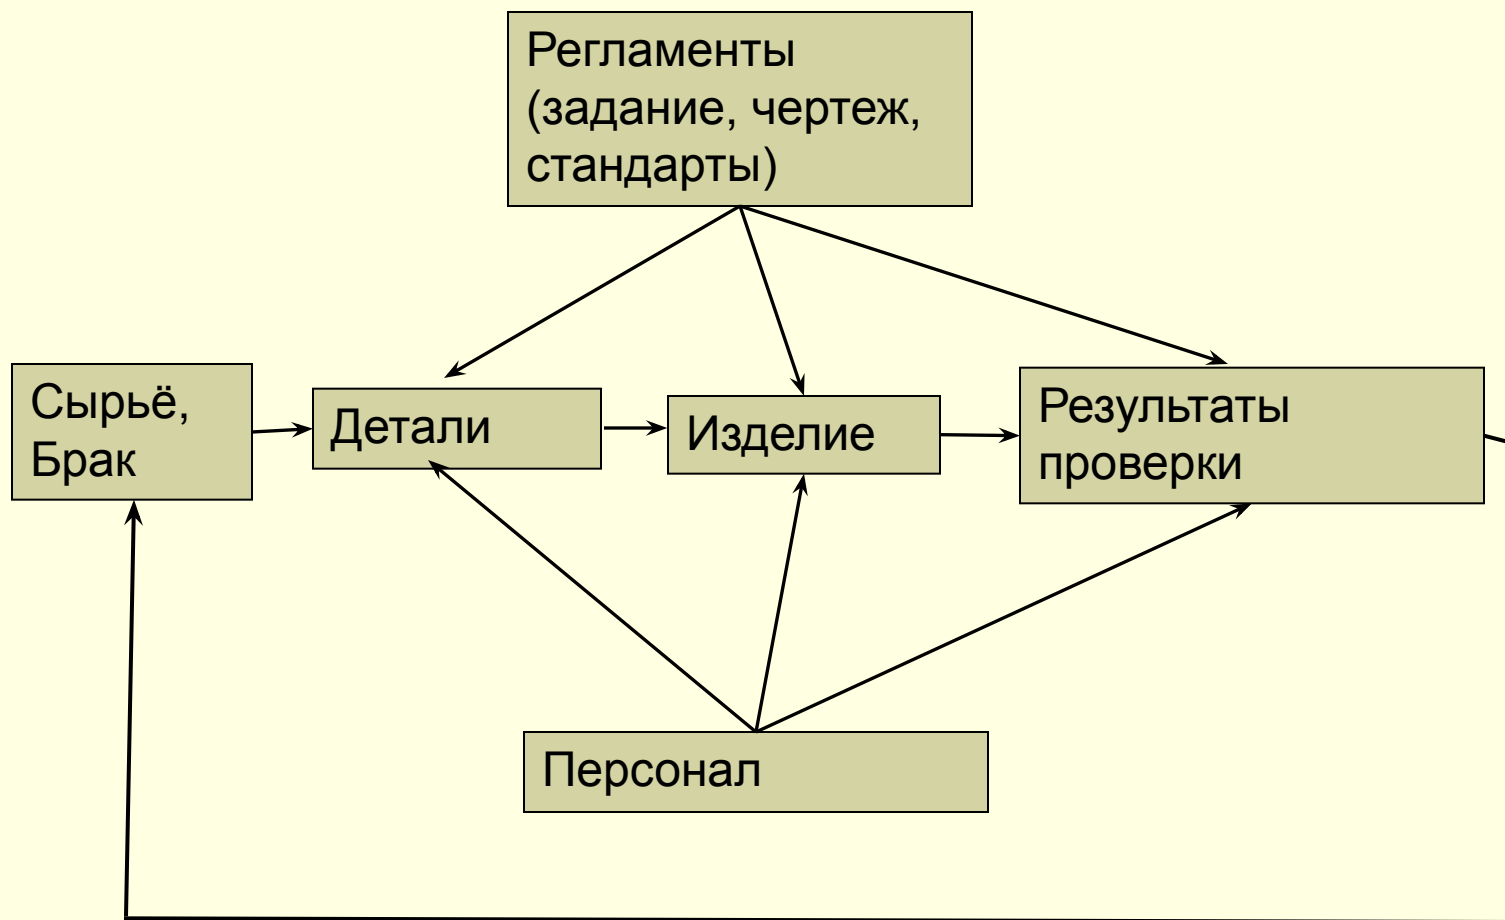 Регламенты
(задание, чертеж,
стандарты)
Сырьё,
Брак
Детали
Изделие
Результаты
проверки
Персонал